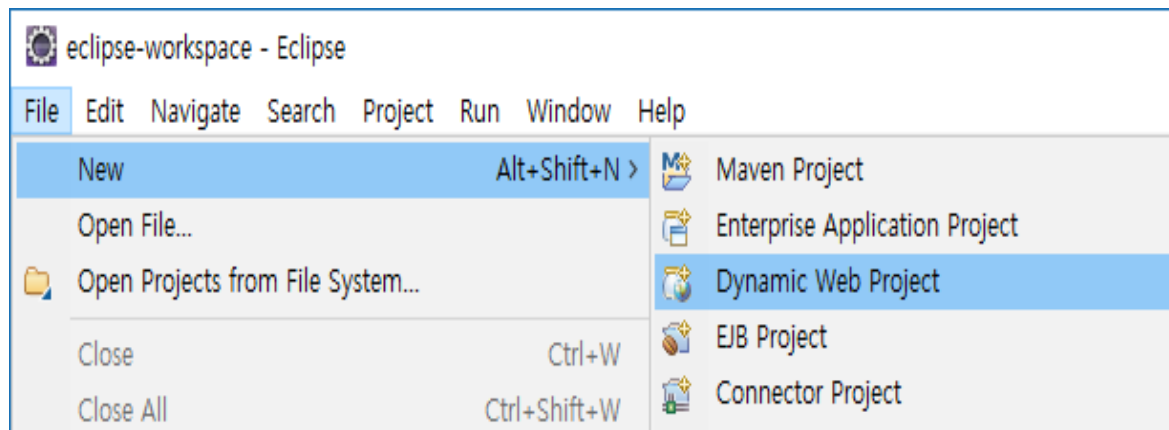 eclipse-workspace - Eclipse
File Edit Navigate Search Project Run Window Help
New Alt+Shift+N >
Open File...
Open Projects from File System...
Close Ctrl+W
Close All Ctrl+Shift+W
Maven Project
Enterprise Application Project
Dynamic Web Project
EJB Project
Connector Project